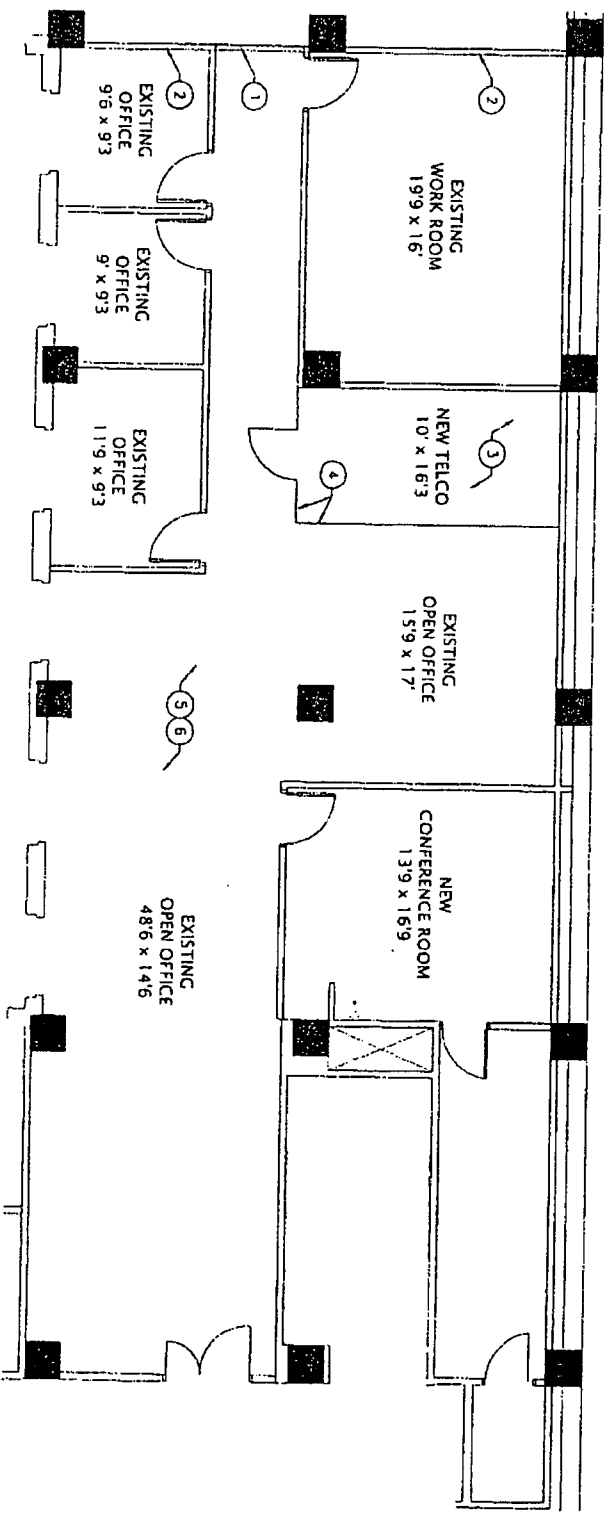 EXISTING
WORK ROOM
19'9 x 16'
NEW TELCO
10' x 16'3
EXISTING
OPEN OFFICE
15'9 x 17'
NEW
CONFERENCE ROOM
13'9 x 16'9
EXISTING
OFFICE
9'6 x 9'3
EXISTING
OFFICE
9' x 9'3
EXISTING
OFFICE
11'9 x 9'3
EXISTING
OPEN OFFICE
48'6 x 14'6
2
1
2
3
4
5
6